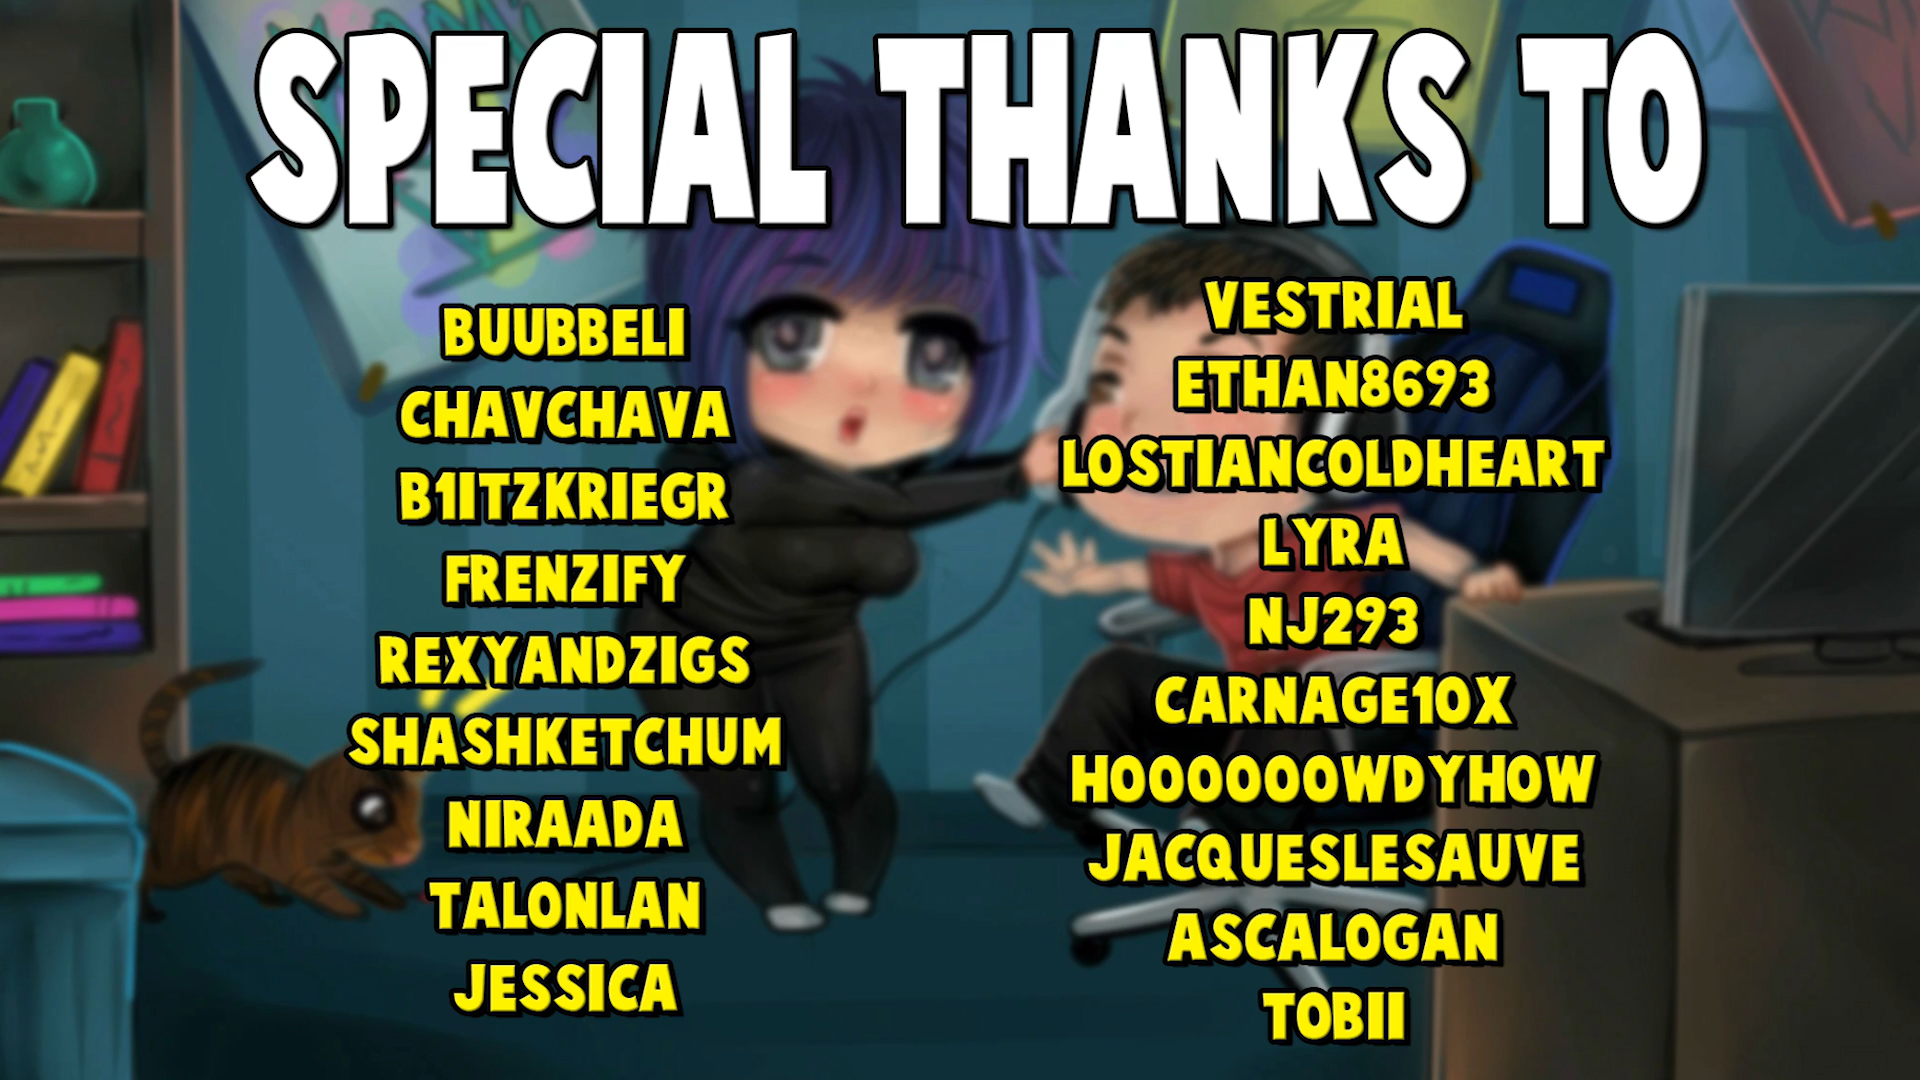 SPECIAL THANKS TO
BUUBBELI
CHAVCHAVA
B1ITZKRIEGR
FRENZIFY
REXYANDZIGS
SHASHKETCHUM
NIRAADA
TALONLAN
JESSICA
VESTRIAL
ETHAN8693
LOSTIANCOLDHEART
LYRA
NJ293
CARNAGE10X
HOOOOOOWDYHOW
JACQUESLESAUVE
ASCALOGAN
TOBII